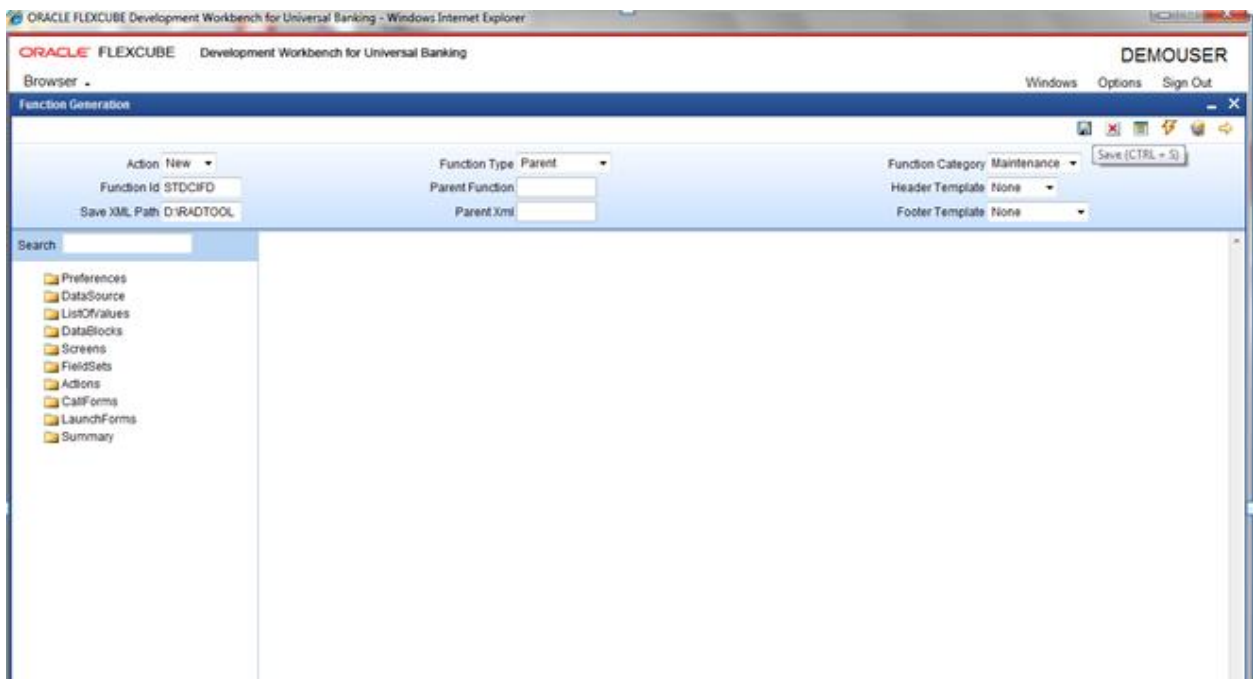 ORACLE FLEXCUBE Development Workbench for Universal Banking - Windows Internet Explorer
ORACLE FLEXCUBE Development Workbench for Universal Banking DEMOUSER
Browser Windows Options Sign Out
Function Generation
Action New Function Type Parent Function Category Maintenance Save (CTRL + S)
Function Id STDCIFD Parent Function Header Template None
Save XML Path D:\RADTOOL Parent Xml Footer Template None
Search
Preferences
DataSource
ListOfValues
DataBlocks
Screens
FieldSets
Actions
CallForms
LaunchForms
Summary